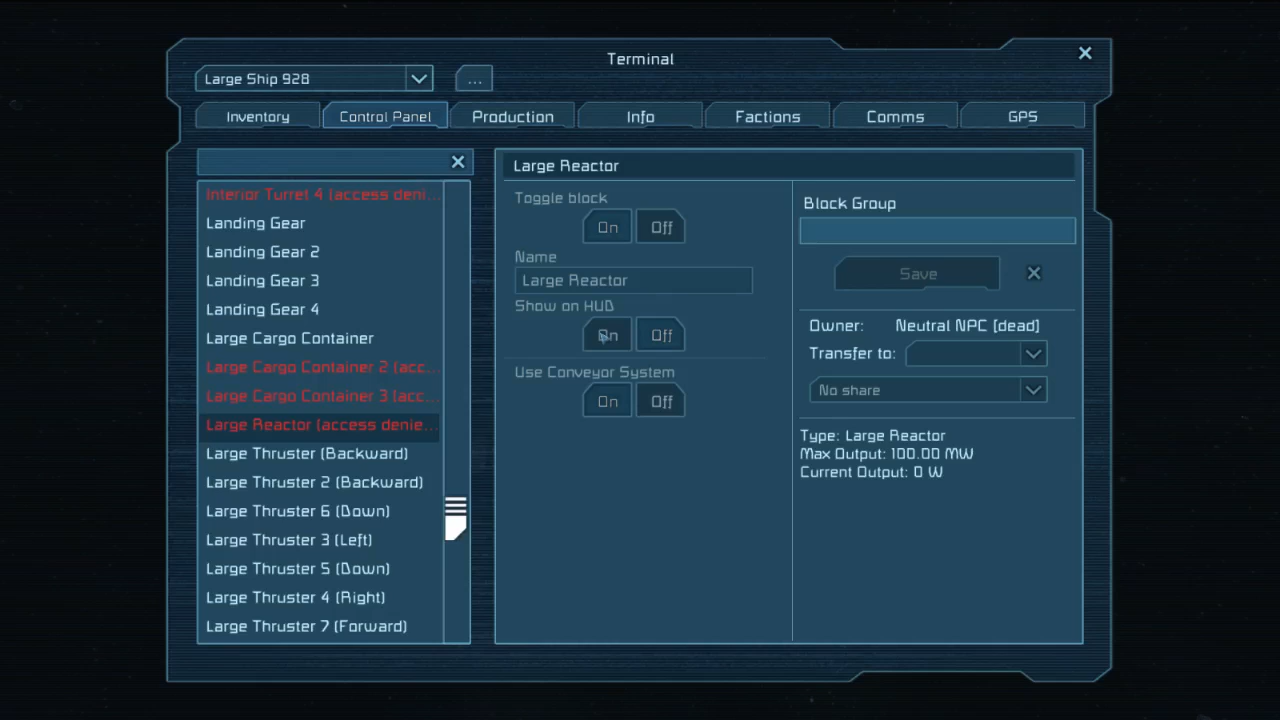 Terminal
Large Ship 928
...
Inventory
Control Panel
Production
Info
Factions
Comms
GPS
Interior Turret 4 (access deni...
Landing Gear
Landing Gear 2
Landing Gear 3
Landing Gear 4
Large Cargo Container
Large Cargo Container 2 (acc...
Large Cargo Container 3 (acc...
Large Reactor (access denie...
Large Thruster (Backward)
Large Thruster 2 (Backward)
Large Thruster 6 (Down)
Large Thruster 3 (Left)
Large Thruster 5 (Down)
Large Thruster 4 (Right)
Large Thruster 7 (Forward)
Large Reactor
Toggle block
On Off
Name
Large Reactor
Show on HUD
On Off
Use Conveyor System
On Off
Block Group
Save
Owner: Neutral NPC [dead]
Transfer to:
No share
Type: Large Reactor
Max Output: 100.00 MW
Current Output: 0 W